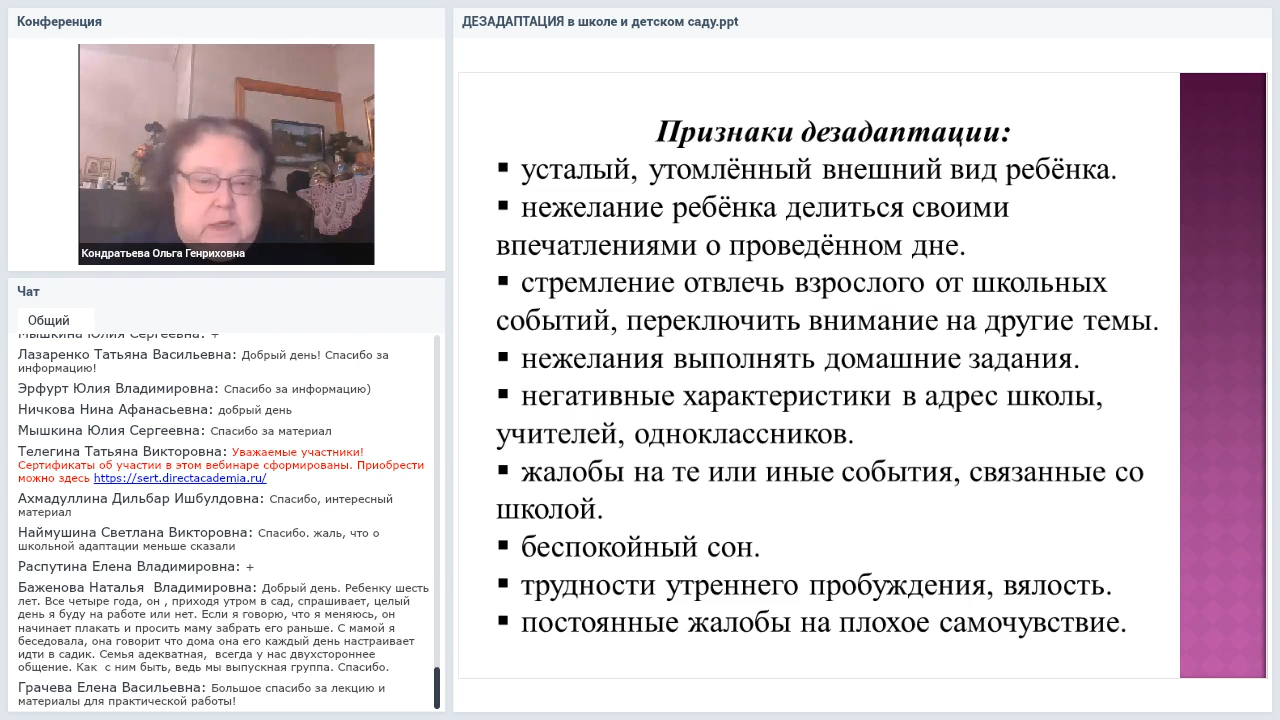 Конференция
Кондратьева Ольга Генриховна
Чат
Общий
Мышкина Юлия Сергеевна: +
Лазаренко Татьяна Васильевна: Добрый день! Спасибо за
информацию!
Эрфурт Юлия Владимировна: Спасибо за информацию)
Ничкова Нина Афанасьевна: добрый день
Мышкина Юлия Сергеевна: Спасибо за материал
Телегина Татьяна Викторовна: Уважаемые участники!
Сертификаты об участии в этом вебинаре сформированы. Приобрести
можно здесь https://sert.directacademia.ru/
Ахмадуллина Дильбар Ишбулдовна: Спасибо, интересный
материал
Наймушина Светлана Викторовна: Спасибо. жаль, что о
школьной адаптации меньше сказали
Распутина Елена Владимировна: +
Баженова Наталья  Владимировна: Добрый день. Ребенку шесть
лет. Все четыре года, он , приходя утром в сад, спрашивает, целый
день я буду на работе или нет. Если я говорю, что я меняюсь, он
начинает плакать и просить маму забрать его раньше. С мамой я
беседовала, она говорит что дома она его каждый день настраивает
идти в садик. Семья адекватная,  всегда у нас двухстороннее
общение. Как  с ним быть, ведь мы выпускная группа. Спасибо.
Грачева Елена Васильевна: Большое спасибо за лекцию и
материалы для практической работы!
ДЕЗАДАПТАЦИЯ в школе и детском саду.ppt
Признаки дезадаптации:
▪ усталый, утомлённый внешний вид ребёнка.
▪ нежелание ребёнка делиться своими
впечатлениями о проведённом дне.
▪ стремление отвлечь взрослого от школьных
событий, переключить внимание на другие темы.
▪ нежелания выполнять домашние задания.
▪ негативные характеристики в адрес школы,
учителей, одноклассников.
▪ жалобы на те или иные события, связанные со
школой.
▪ беспокойный сон.
▪ трудности утреннего пробуждения, вялость.
▪ постоянные жалобы на плохое самочувствие.